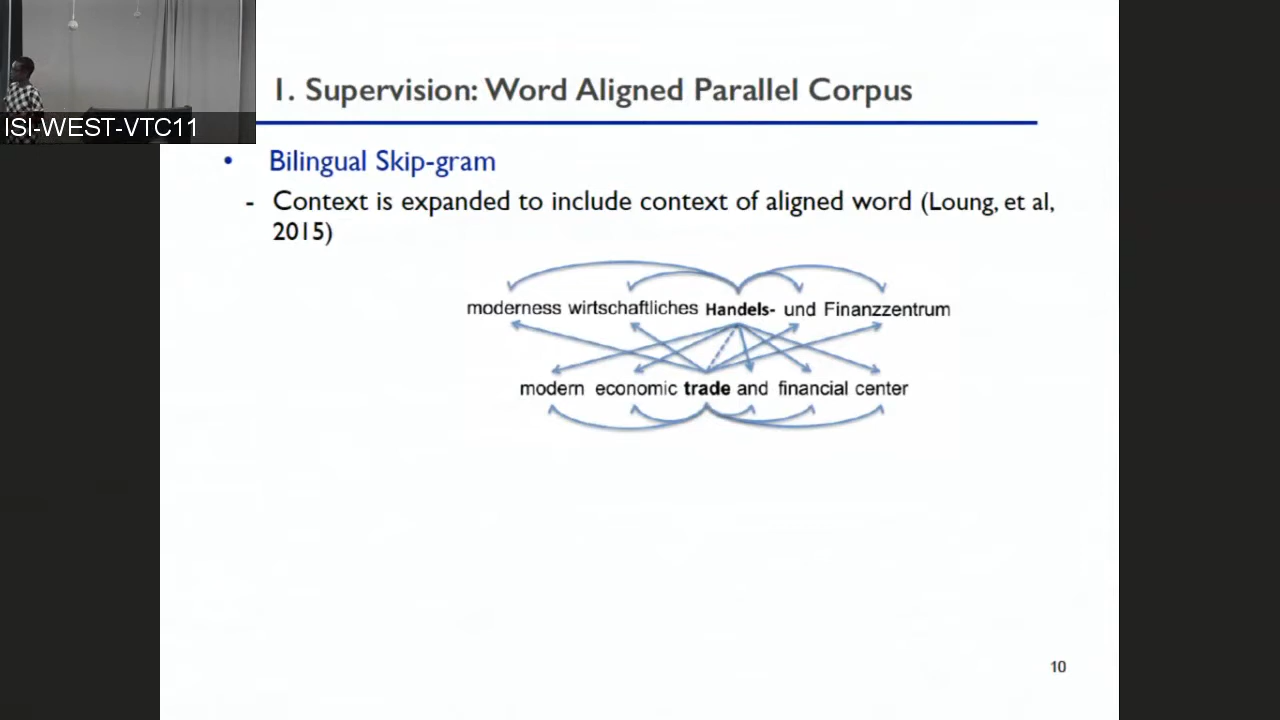 1. Supervision: Word Aligned Parallel Corpus
ISI-WEST-VTC11
• Bilingual Skip-gram
- Context is expanded to include context of aligned word (Loung, et al,
2015)
moderness wirtschaftliches Handels- und Finanzzentrum
modern economic trade and financial center
10